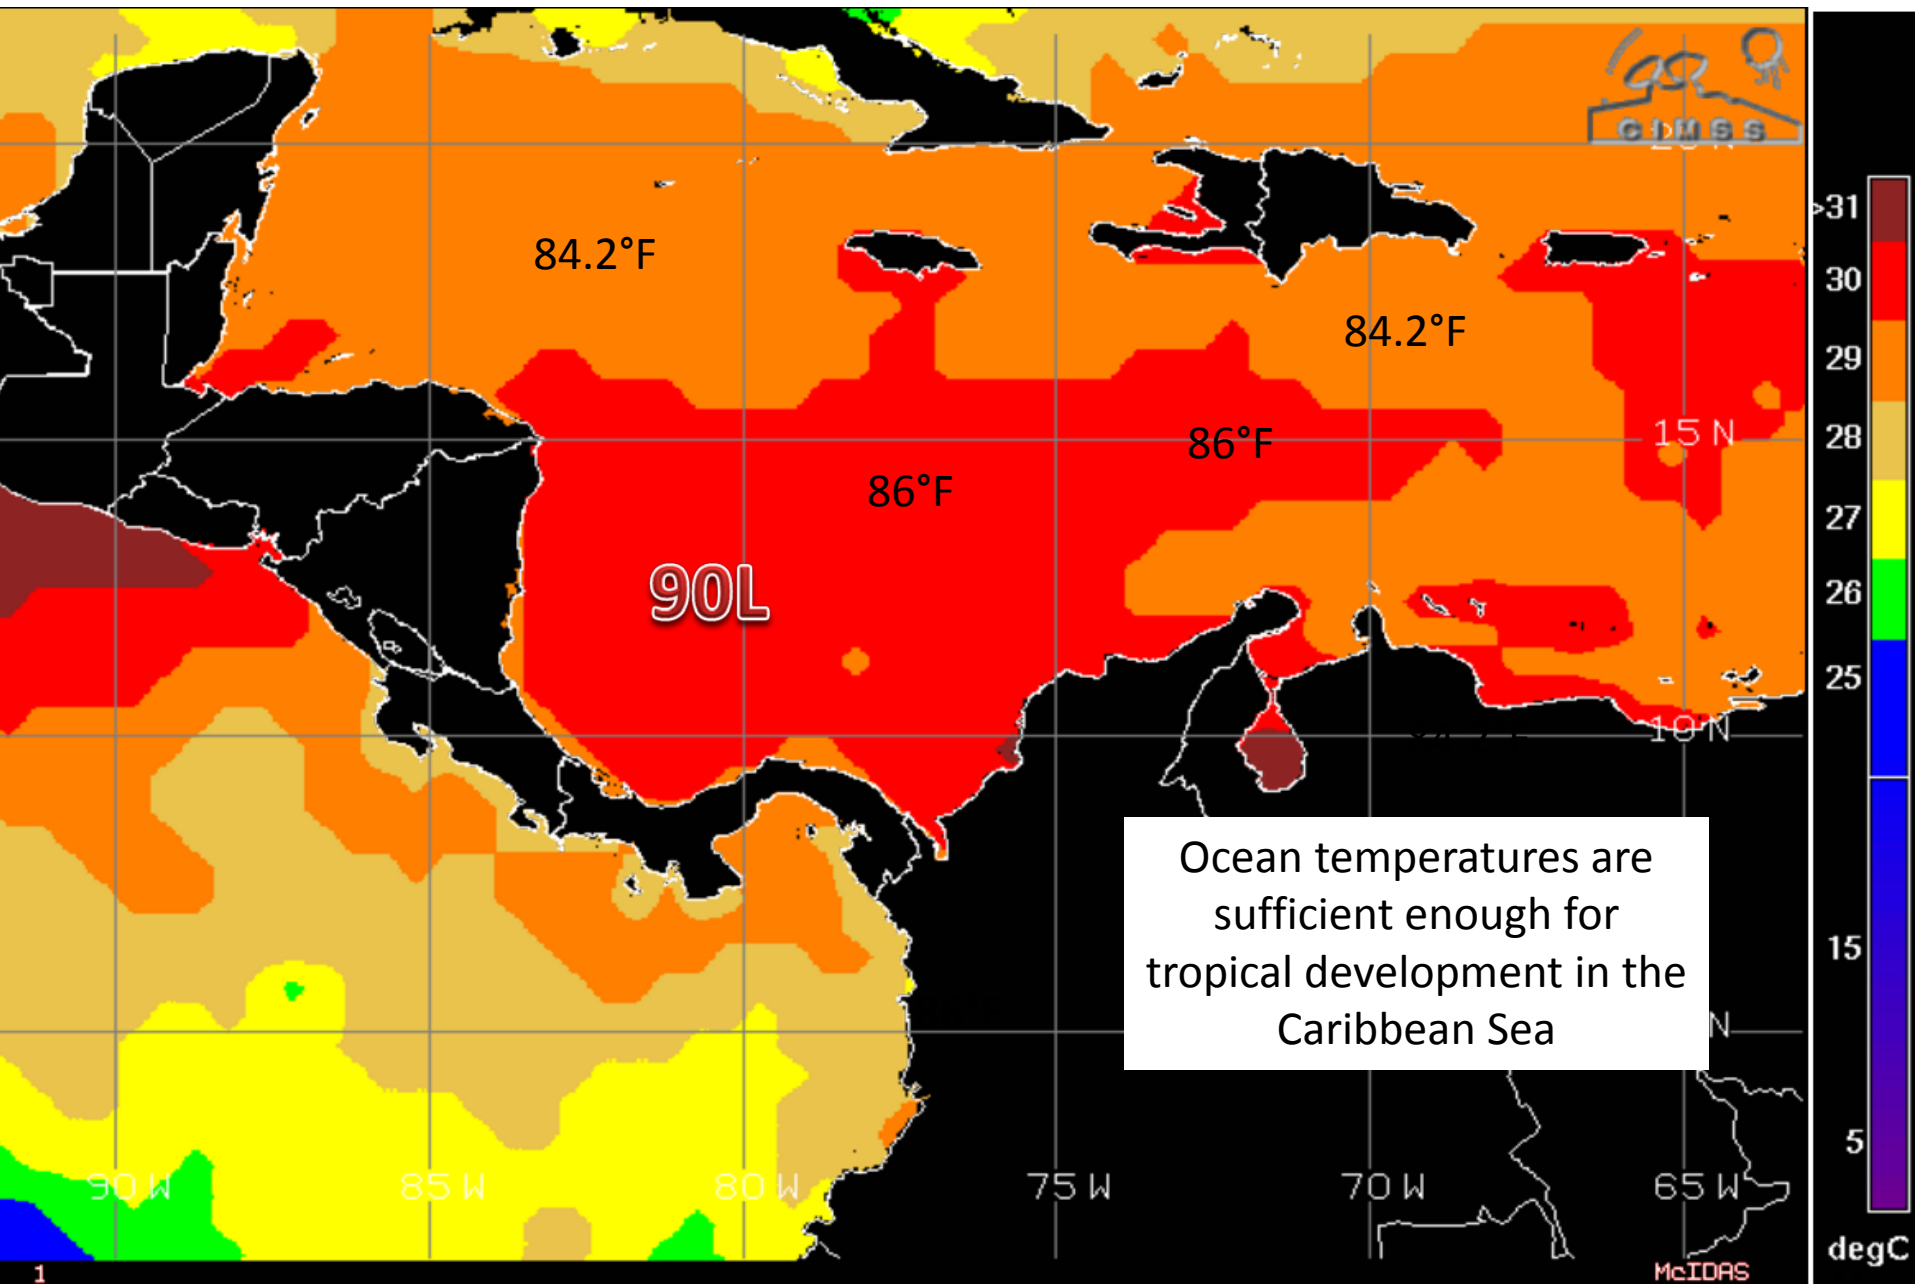 CIMSS
20 N
>31
84.2°F
30
84.2°F
29
15 N
28
86°F
86°F
27
90L
26
25
10 N
Ocean temperatures are
sufficient enough for
tropical development in the
Caribbean Sea
15
N
5
90 W
85 W
80 W
75 W
70 W
65 W
degC
1
McIDAS